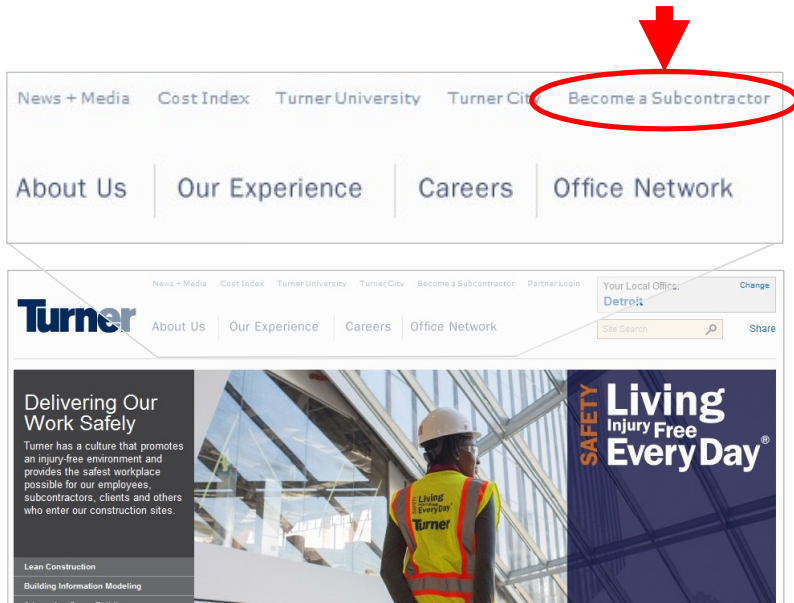 News + Media Cost Index Turner University Turner City Become a Subcontractor
About Us Our Experience Careers Office Network
News + Media Cost Index Turner University Turner City Become a Subcontractor Partner Login
Your Local Office: Change
Detroit
Turner
About Us Our Experience Careers Office Network
Site Search Share
Delivering Our
Work Safely
Turner has a culture that promotes
an injury-free environment and
provides the safest workplace
possible for our employees,
subcontractors, clients and others
who enter our construction sites.
SAFETY
Living
Injury Free
EveryDay®
SAFETY
Living
EveryDay
Turner
Lean Construction
Building Information Modeling